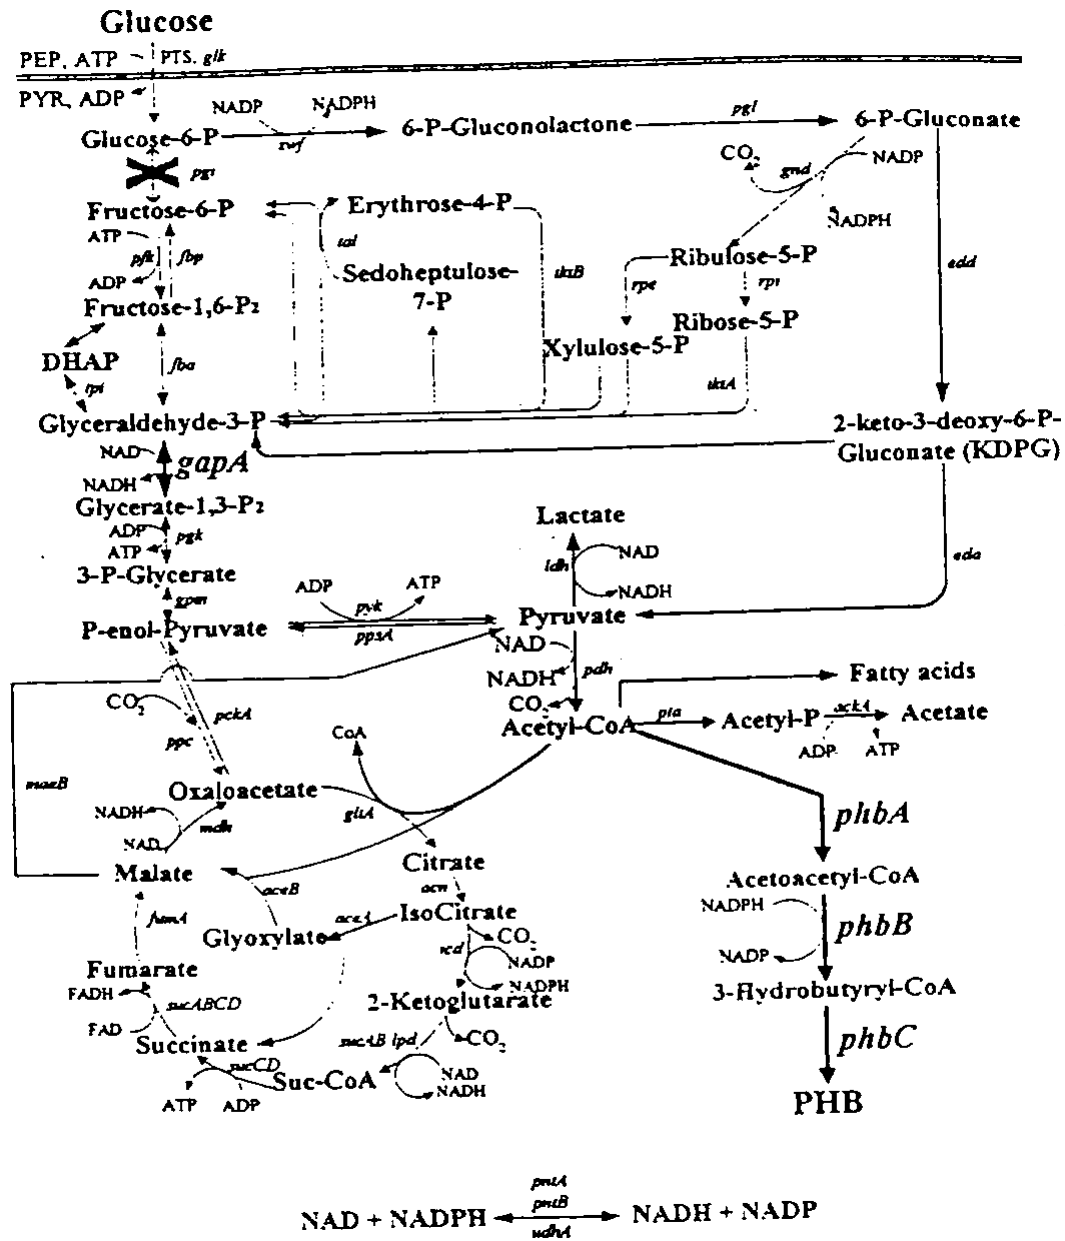 Glucose
PEP, ATP
PTS, glk
PYR, ADP
NADP
NADPH
Glucose-6-P
zwf
6-P-Gluconolactone
pgl
6-P-Gluconate
pgi
CO2
gnd
NADP
NADPH
Fructose-6-P
Erythrose-4-P
ATP
pfk
fbp
tal
tktB
edd
ADP
Sedoheptulose-
7-P
Ribulose-5-P
rpe
rpi
Fructose-1,6-P2
Xylulose-5-P
Ribose-5-P
DHAP
fba
tpi
tktA
Glyceraldehyde-3-P
2-keto-3-deoxy-6-P-
Gluconate (KDPG)
NAD
gapA
NADH
Glycerate-1,3-P2
Lactate
ADP
pgk
ATP
ldh
NAD
NADH
eda
3-P-Glycerate
gpm
ADP
ATP
pyk
P-enol-Pyruvate
ppsA
Pyruvate
NAD
NADH
pdh
CO2
Fatty acids
CO2
pckA
ppc
Acetyl-CoA
pta
Acetyl-P
ackA
Acetate
CoA
ADP
ATP
maeB
Oxaloacetate
NADH
NAD
mdh
gltA
phbA
Malate
Citrate
acn
Acetoacetyl-CoA
aceB
fumA
aceA
IsoCitrate
NADPH
phbB
Glyoxylate
icd
CO2
NADP
NADPH
NADP
Fumarate
FADH
sucABCD
2-Ketoglutarate
3-Hydrobutyryl-CoA
FAD
Succinate
sucAB lpd
CO2
phbC
sucCD
Suc-CoA
NAD
NADH
ATP
ADP
PHB
pntA
pntB
NAD + NADPH
NADH + NADP
udhA